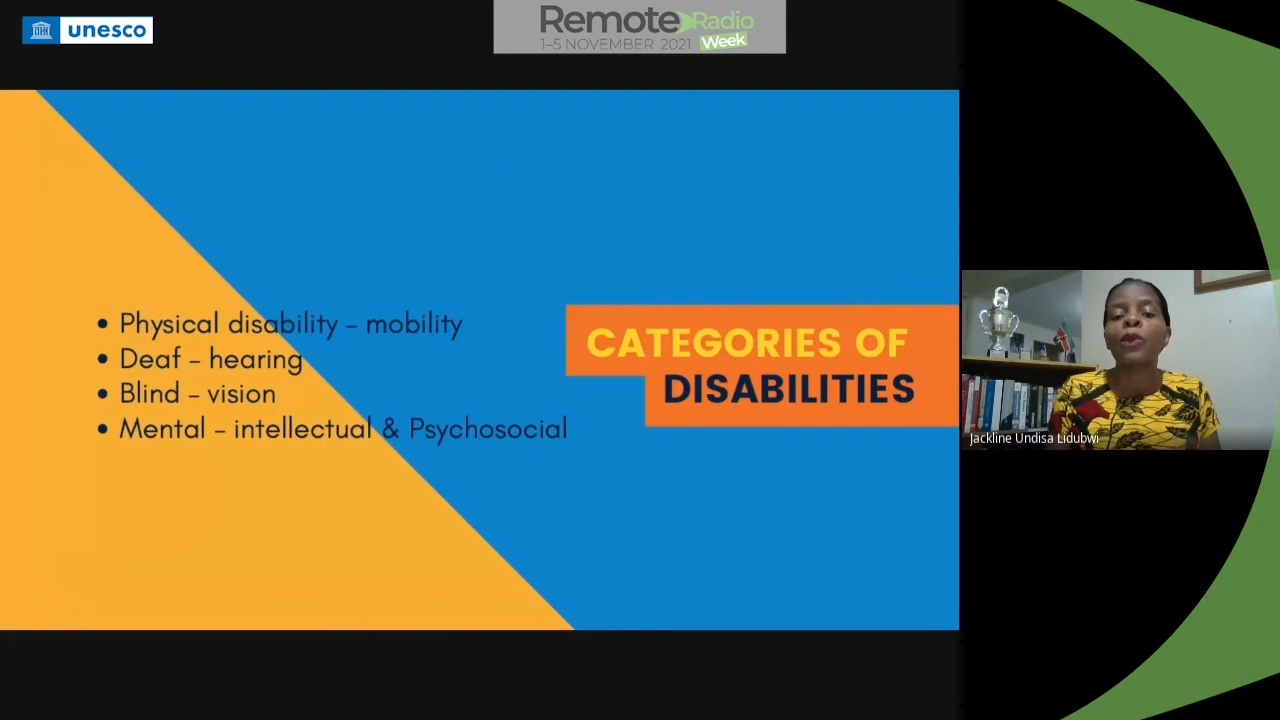 unesco
Remote Radio
1–5 NOVEMBER 2021 Week
• Physical disability – mobility
• Deaf – hearing
• Blind – vision
• Mental – intellectual & Psychosocial
CATEGORIES OF
DISABILITIES
Jackline Undisa Lidubwi